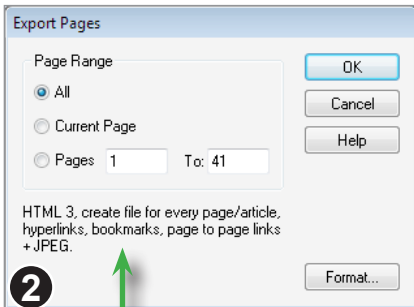 Export Pages
Page Range
All
Current Page
Pages 1 To: 41
OK
Cancel
Help
HTML 3, create file for every page/article,
hyperlinks, bookmarks, page to page links
+JPEG.
Format...
2